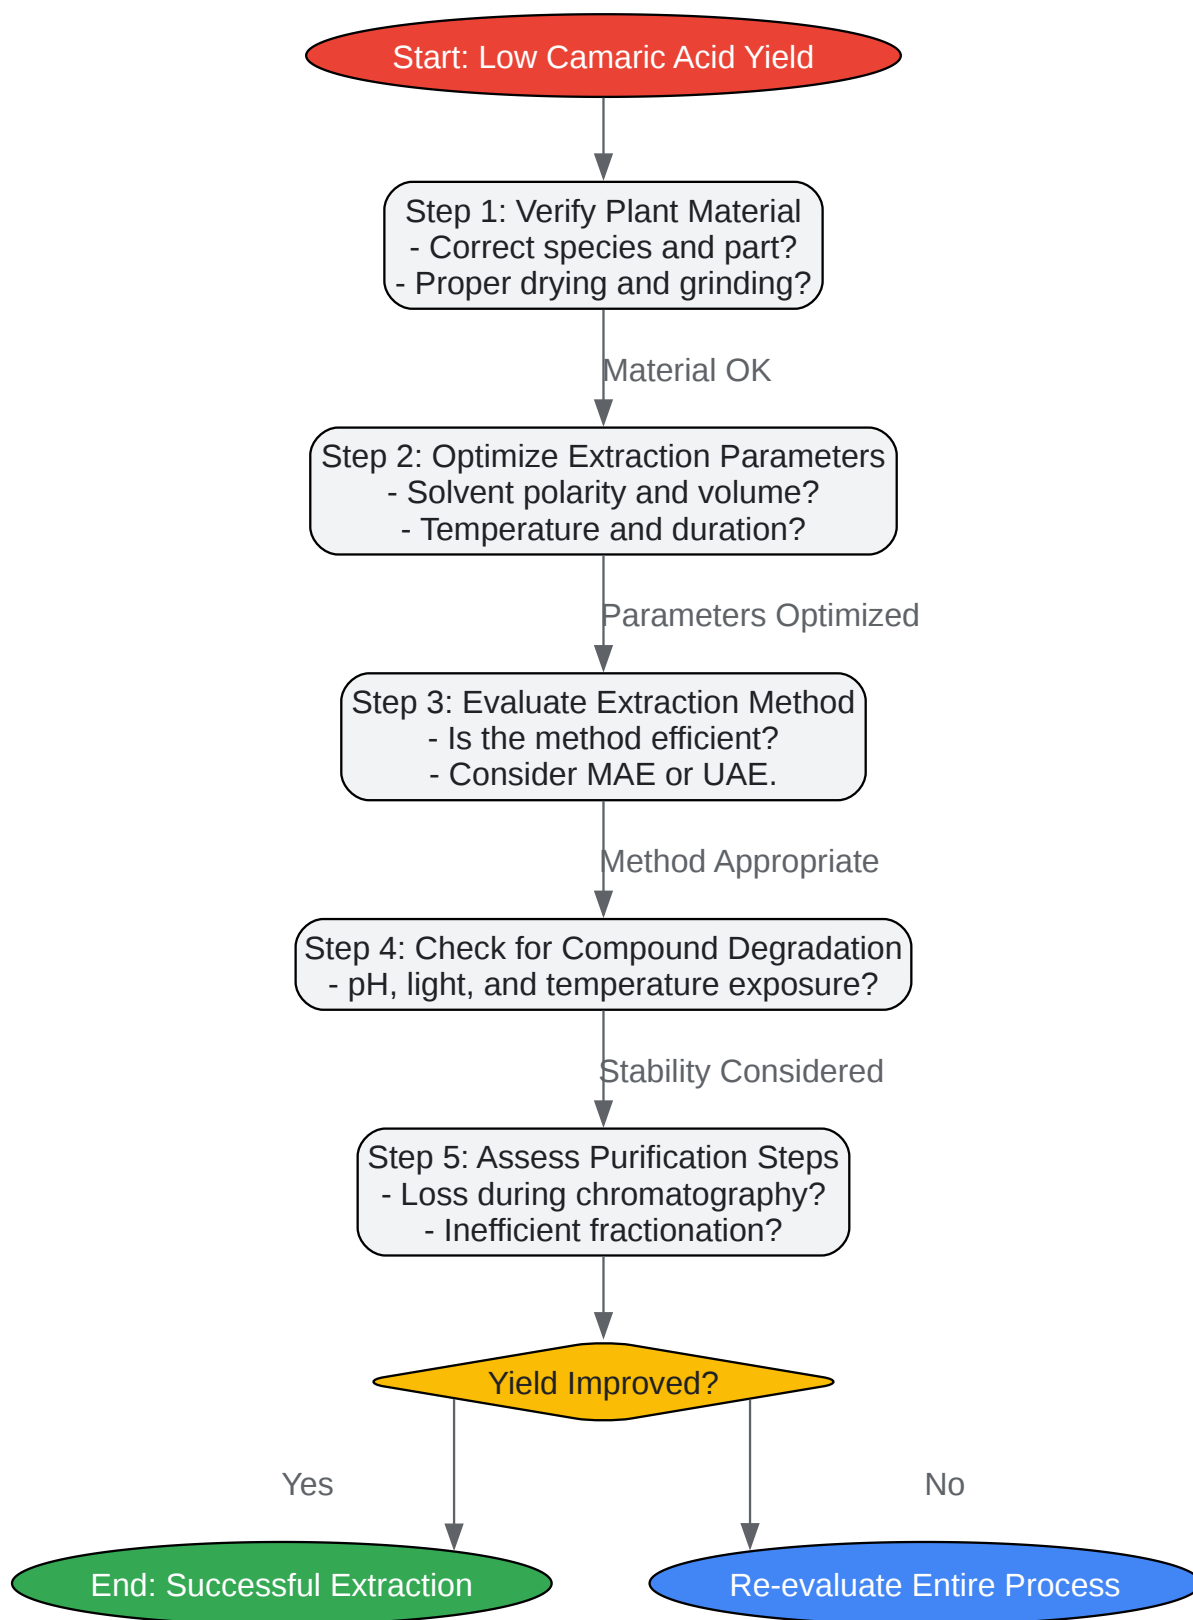 Start: Low Camaric Acid Yield
Step 1: Verify Plant Material
- Correct species and part?
- Proper drying and grinding?
Material OK
Step 2: Optimize Extraction Parameters
- Solvent polarity and volume?
- Temperature and duration?
Parameters Optimized
Step 3: Evaluate Extraction Method
- Is the method efficient?
- Consider MAE or UAE.
Method Appropriate
Step 4: Check for Compound Degradation
- pH, light, and temperature exposure?
Stability Considered
Step 5: Assess Purification Steps
- Loss during chromatography?
- Inefficient fractionation?
Yield Improved?
Yes
No
End: Successful Extraction
Re-evaluate Entire Process